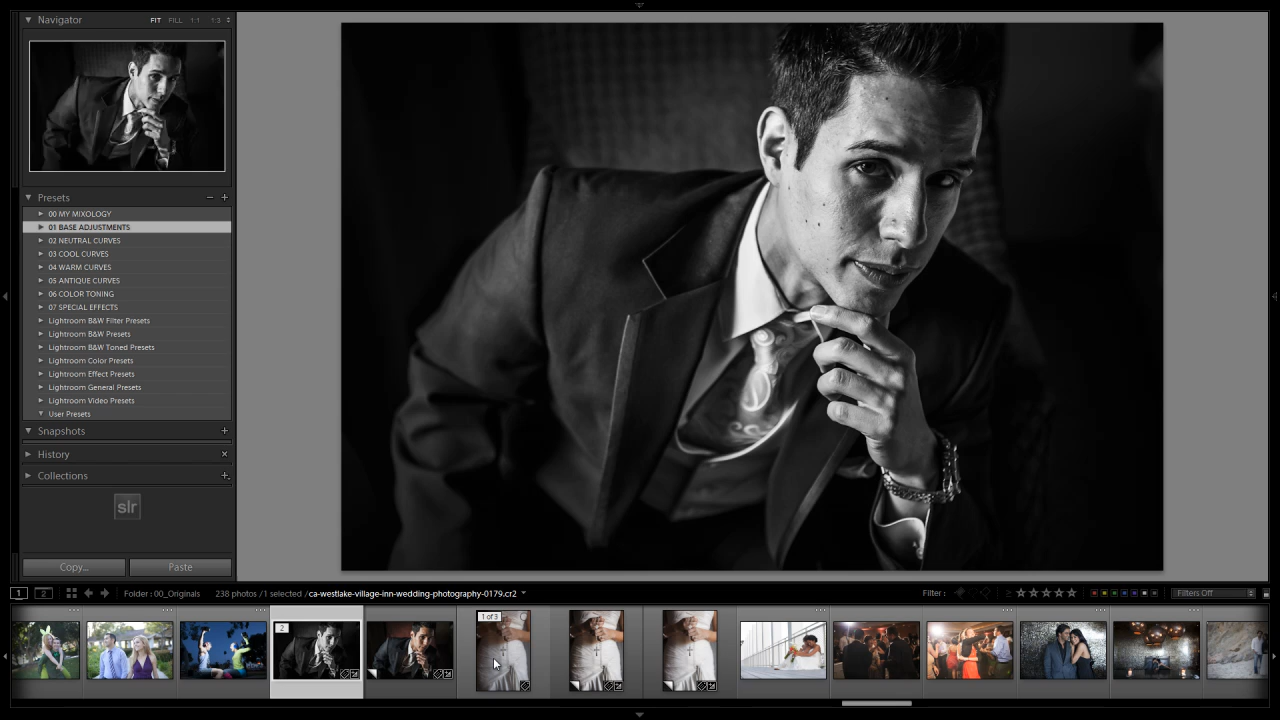 Navigator FIT FILL 1:1 1:3
Presets − +
00 MY MIXOLOGY
01 BASE ADJUSTMENTS
02 NEUTRAL CURVES
03 COOL CURVES
04 WARM CURVES
05 ANTIQUE CURVES
06 COLOR TONING
07 SPECIAL EFFECTS
Lightroom B&W Filter Presets
Lightroom B&W Presets
Lightroom B&W Toned Presets
Lightroom Color Presets
Lightroom Effect Presets
Lightroom General Presets
Lightroom Video Presets
User Presets
Snapshots +
History ×
Collections +
slr
Copy... Paste
1 2 Folder : 00_Originals 238 photos / 1 selected / ca-westlake-village-inn-wedding-photography-0179.cr2 Filter : ≥ Filters Off
2 1 of 3